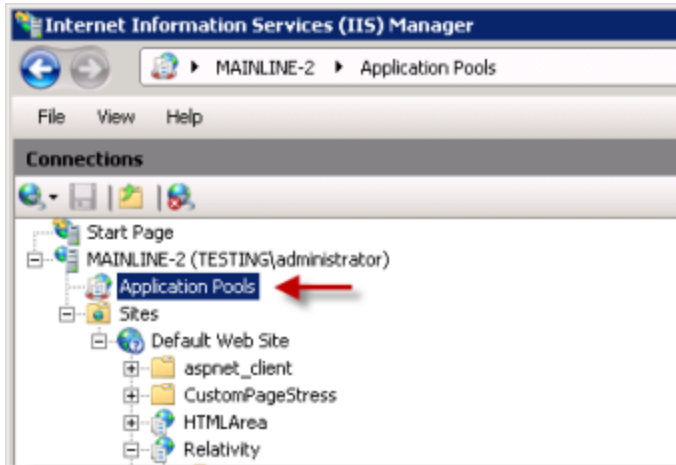 Internet Information Services (IIS) Manager
MAINLINE-2 Application Pools
File View Help
Connections
Start Page
MAINLINE-2 (TESTING\administrator)
Application Pools
Sites
Default Web Site
aspnet_client
CustomPageStress
HTMLArea
Relativity